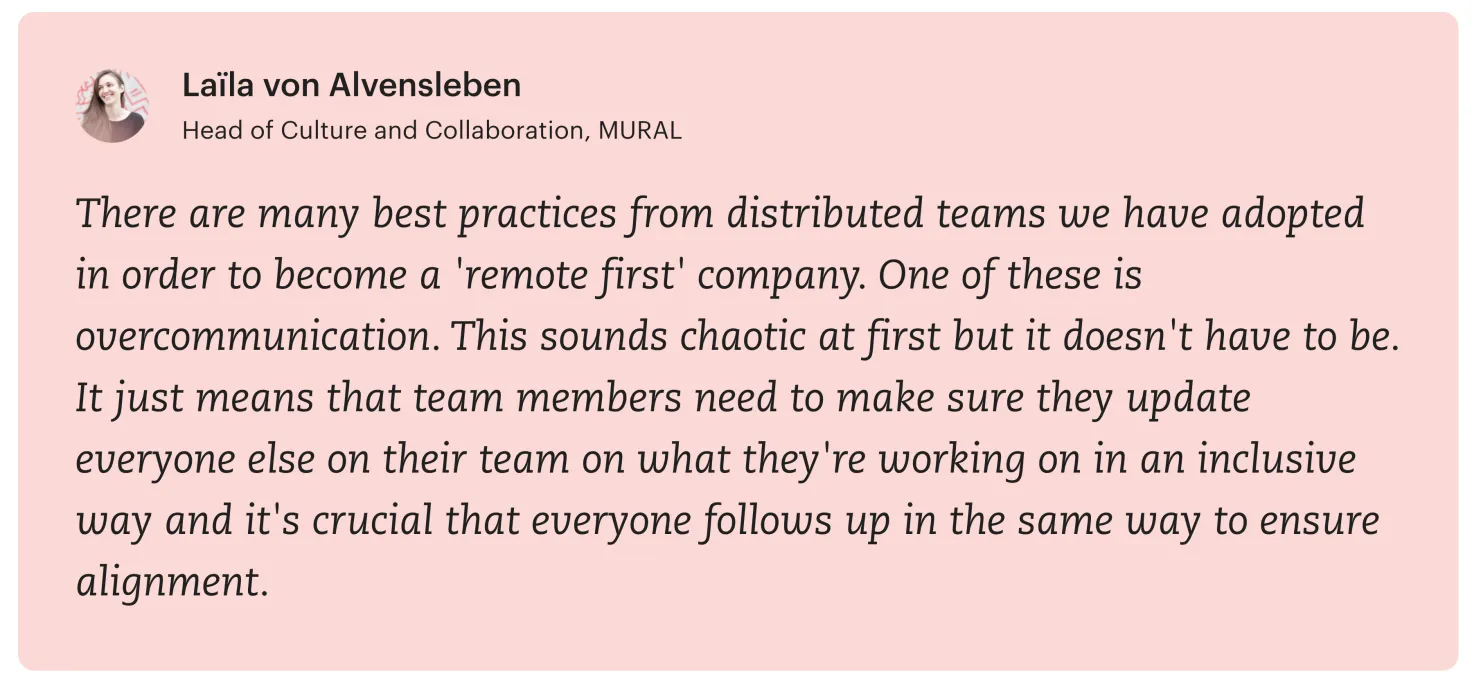 Laïla von Alvensleben
Head of Culture and Collaboration, MURAL
There are many best practices from distributed teams we have adopted
in order to become a 'remote first' company. One of these is
overcommunication. This sounds chaotic at first but it doesn't have to be.
It just means that team members need to make sure they update
everyone else on their team on what they're working on in an inclusive
way and it's crucial that everyone follows up in the same way to ensure
alignment.